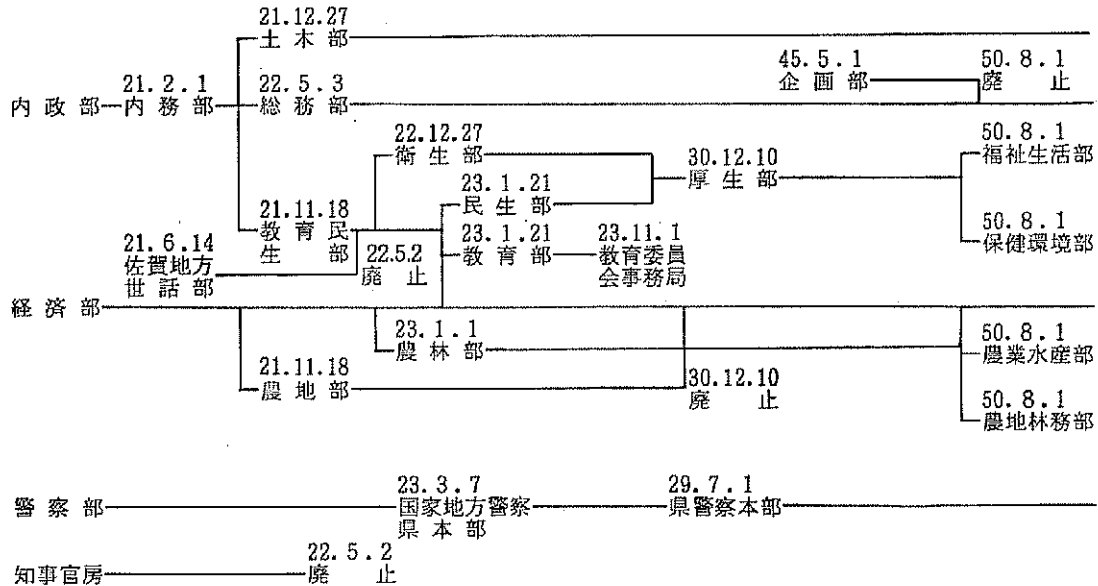 21.12.27
土木部
45.5.1
企画部
50.8.1
廃止
内政部
21.2.1
内務部
22.5.3
総務部
22.12.27
衛生部
30.12.10
厚生部
50.8.1
福祉生活部
23.1.21
民生部
21.11.18
教育民
生部
23.1.21
教育部
23.11.1
教育委員
会事務局
50.8.1
保健環境部
21.6.14
佐賀地方
世話部
22.5.2
廃止
経済部
23.1.1
農林部
50.8.1
農業水産部
21.11.18
農地部
30.12.10
廃止
50.8.1
農地林務部
警察部
23.3.7
国家地方警察
県本部
29.7.1
県警察本部
知事官房
22.5.2
廃止